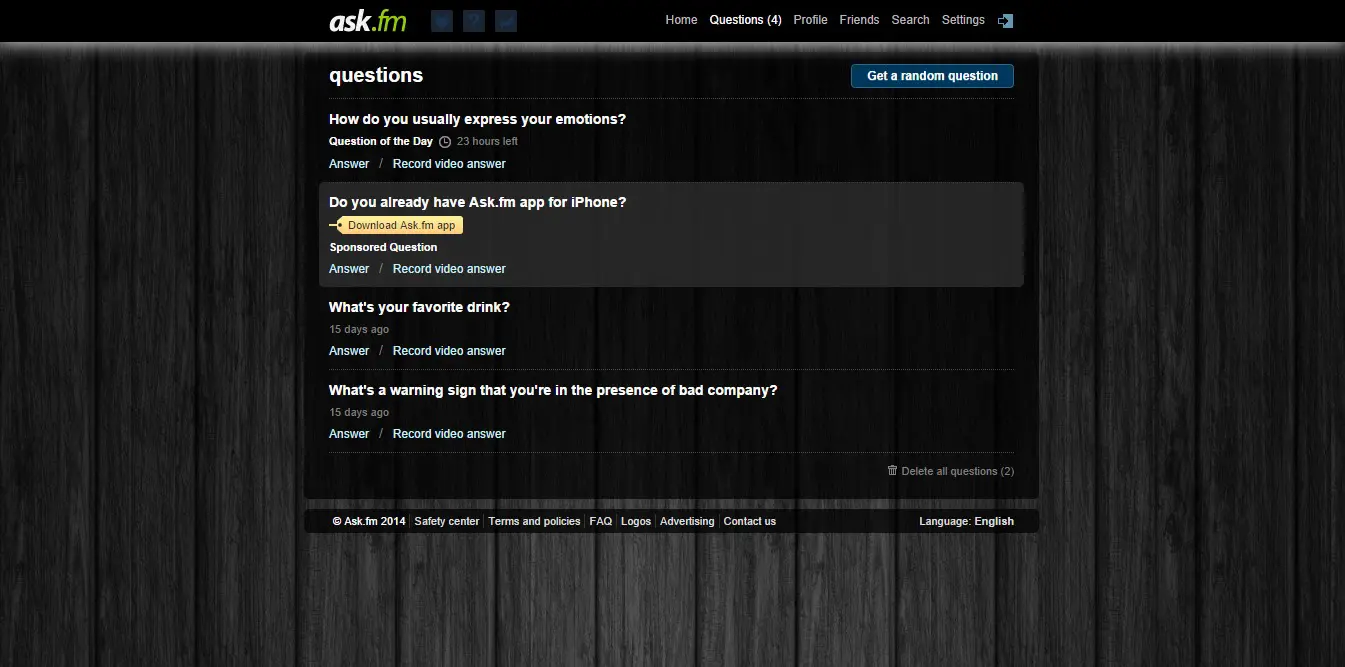 ask.fm
Home Questions (4) Profile Friends Search Settings
questions
Get a random question
How do you usually express your emotions?
Question of the Day 23 hours left
Answer / Record video answer
Do you already have Ask.fm app for iPhone?
Download Ask.fm app
Sponsored Question
Answer / Record video answer
What's your favorite drink?
15 days ago
Answer / Record video answer
What's a warning sign that you're in the presence of bad company?
15 days ago
Answer / Record video answer
Delete all questions (2)
© Ask.fm 2014 Safety center Terms and policies FAQ Logos Advertising Contact us Language: English